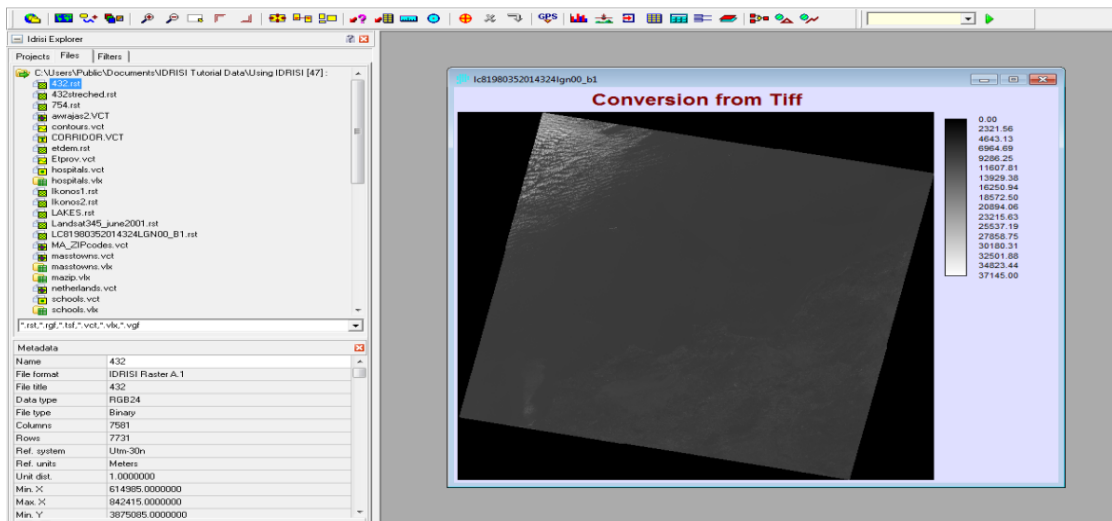 GPS
Idrisi Explorer
Projects Files Filters
C:\Users\Public\Documents\IDRISI Tutorial Data\Using IDRISI [47] :
432.rst
432streched.rst
754.rst
awrajas2.VCT
contours.vct
CORRIDOR.VCT
etdem.rst
Etprov.vct
hospitals.vct
hospitals.vlx
Ikonos1.rst
Ikonos2.rst
LAKES.rst
Landsat345_june2001.rst
LC81980352014324LGN00_B1.rst
MA_ZIPcodes.vct
masstowns.vct
masstowns.vlx
mazip.vlx
netherlands.vct
schools.vct
schools.vlx
*.rst,*.rgf,*.tsf,*.vct,*.vlx,*.vgf
Metadata
Name 432
File format IDRISI Raster A.1
File title 432
Data type RGB24
File type Binary
Columns 7581
Rows 7731
Ref. system Utm-30n
Ref. units Meters
Unit dist. 1.0000000
Min. X 614985.0000000
Max. X 842415.0000000
Min. Y 3875085.0000000
lc81980352014324lgn00_b1
Conversion from Tiff
0.00
2321.56
4643.13
6964.69
9286.25
11607.81
13929.38
16250.94
18572.50
20894.06
23215.63
25537.19
27858.75
30180.31
32501.88
34823.44
37145.00